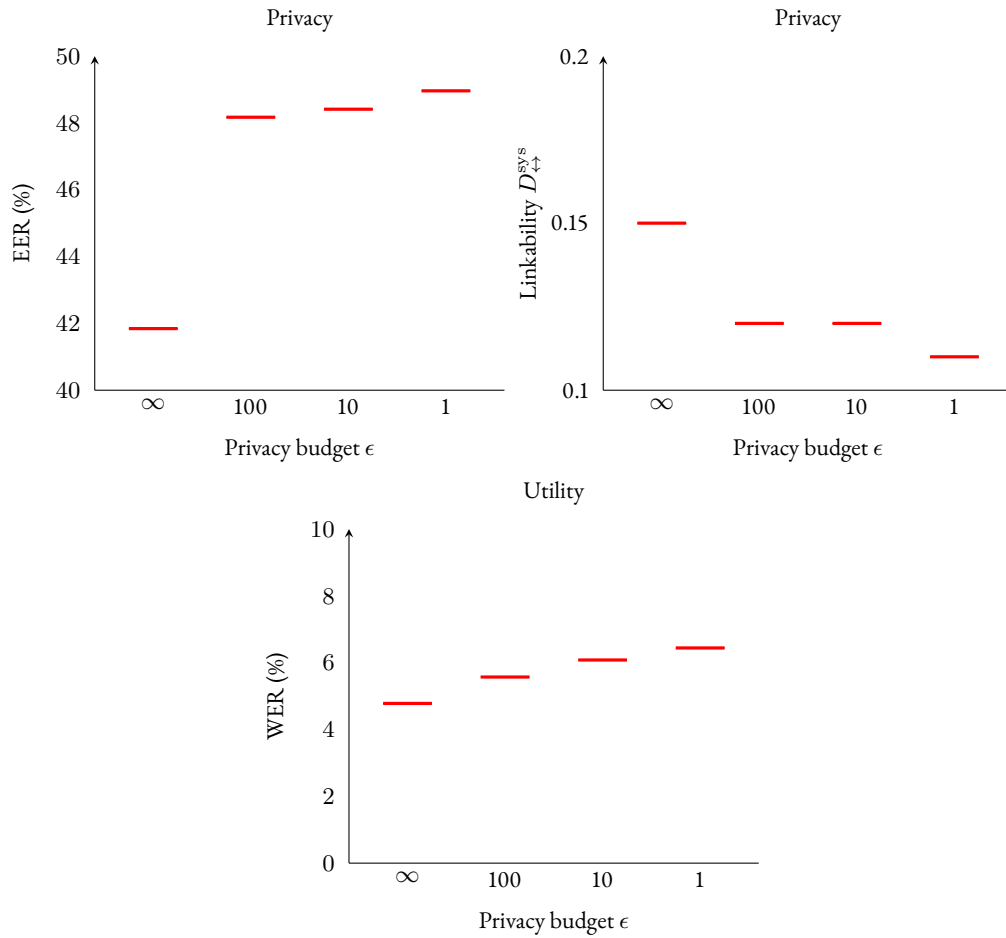 Privacy
50
48
46
44
42
40
EER (%)
∞ 100 10 1
Privacy budget ϵ
Privacy
0.2
0.15
0.1
Linkability D↔^sys
∞ 100 10 1
Privacy budget ϵ
Utility
10
8
6
4
2
0
WER (%)
∞ 100 10 1
Privacy budget ϵ